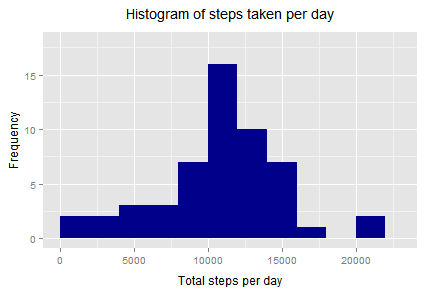 Histogram of steps taken per day
Frequency
15
10
5
0
0 5000 10000 15000 20000
Total steps per day